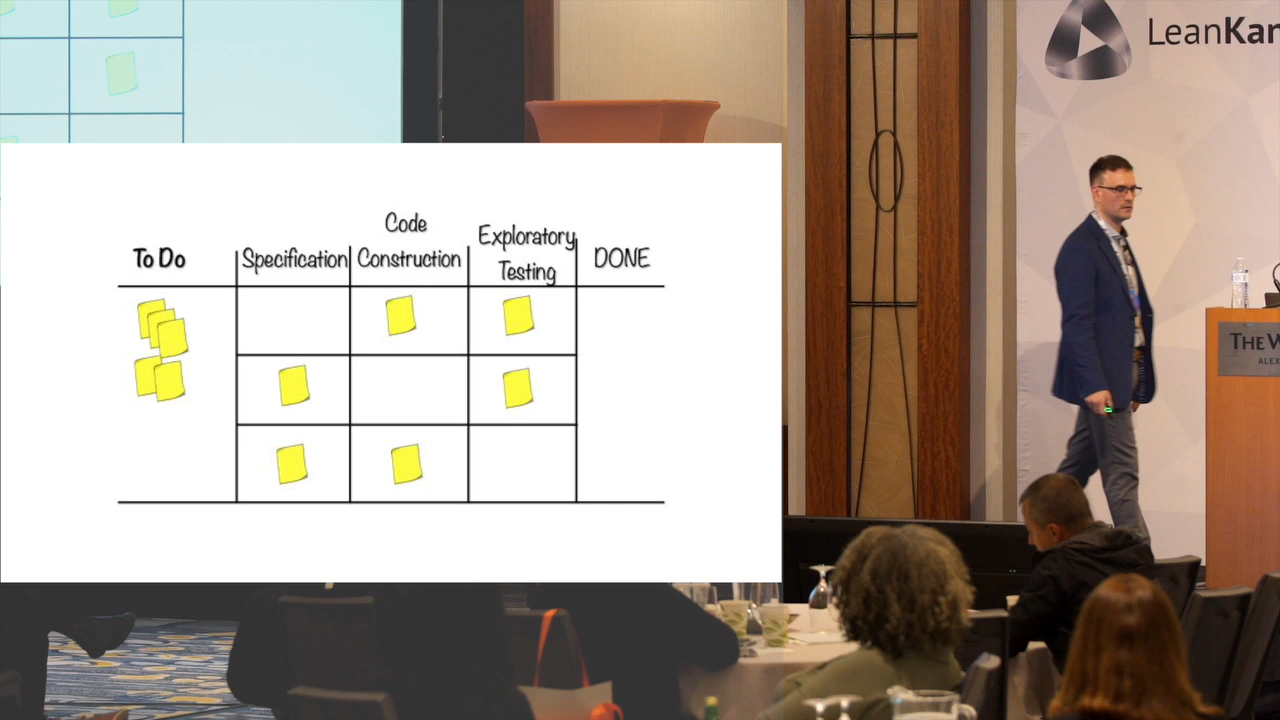 LeanKan
To Do
Specification
Code
Construction
Exploratory
Testing
DONE
THE W
ALEX